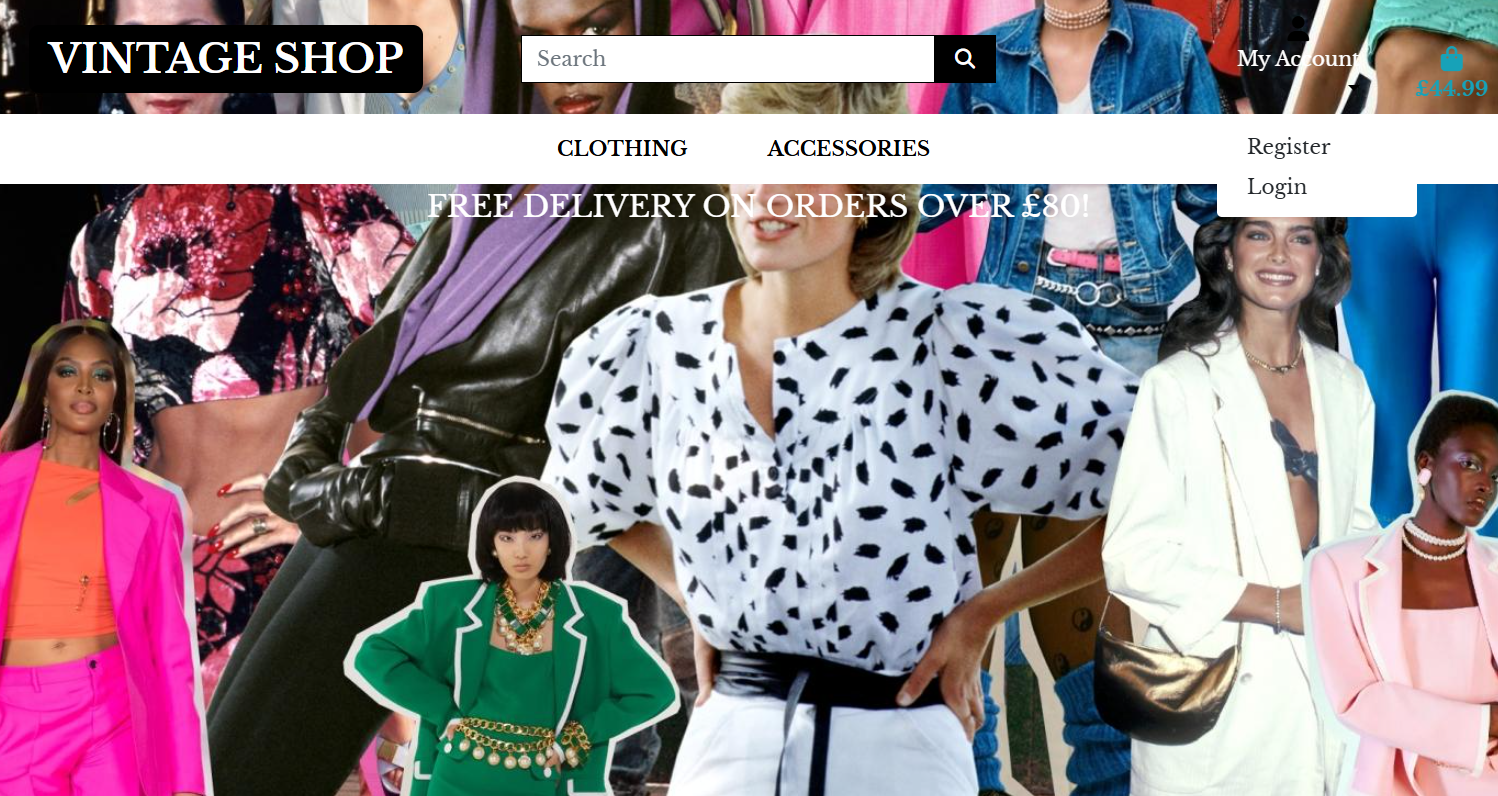 VINTAGE SHOP
Search
My Account
£44.99
CLOTHING
ACCESSORIES
Register
Login
FREE DELIVERY ON ORDERS OVER £80!